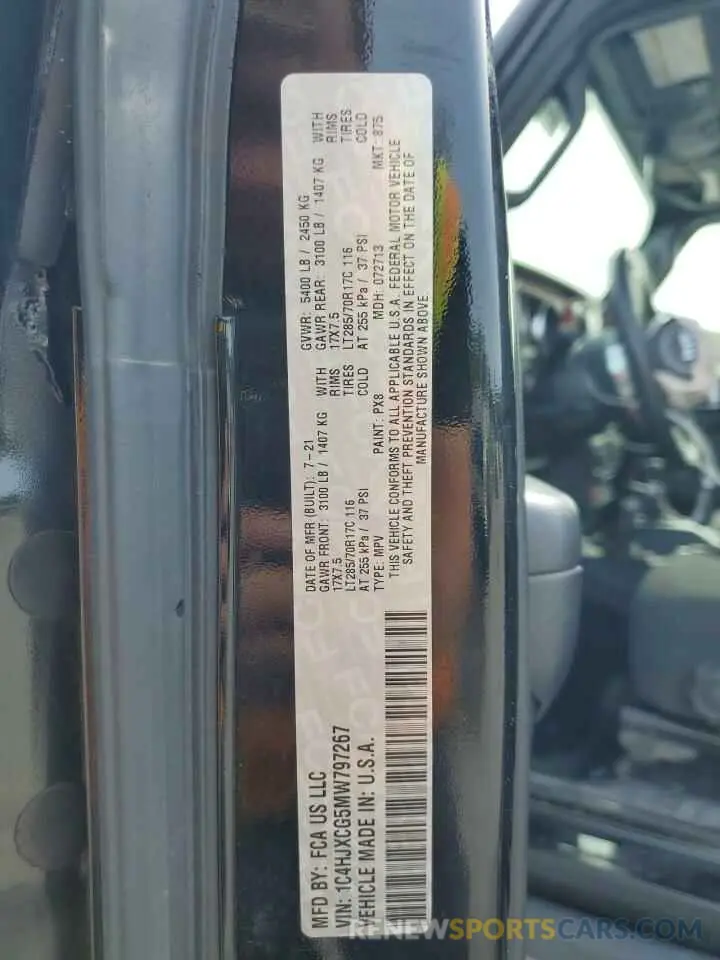 MFD BY: FCA US LLC
DATE OF MFR (BUILT): 7-21
GVWR: 5400 LB / 2450 KG
GAWR FRONT: 3100 LB / 1407 KG WITH
GAWR REAR: 3100 LB / 1407 KG WITH
17X7.5 RIMS
17X7.5 RIMS
LT285/70R17C 116 TIRES
LT285/70R17C 116 TIRES
AT 255 kPa / 37 PSI COLD
AT 255 kPa / 37 PSI COLD
VIN: 1C4HJXCG5MW797267
TYPE: MPV
PAINT: PX8
MDH: 072713
MKT: 875
VEHICLE MADE IN: U.S.A.
THIS VEHICLE CONFORMS TO ALL APPLICABLE U.S.A. FEDERAL MOTOR VEHICLE
SAFETY AND THEFT PREVENTION STANDARDS IN EFFECT ON THE DATE OF
MANUFACTURE SHOWN ABOVE.
RENEWSPORTSCARS.COM